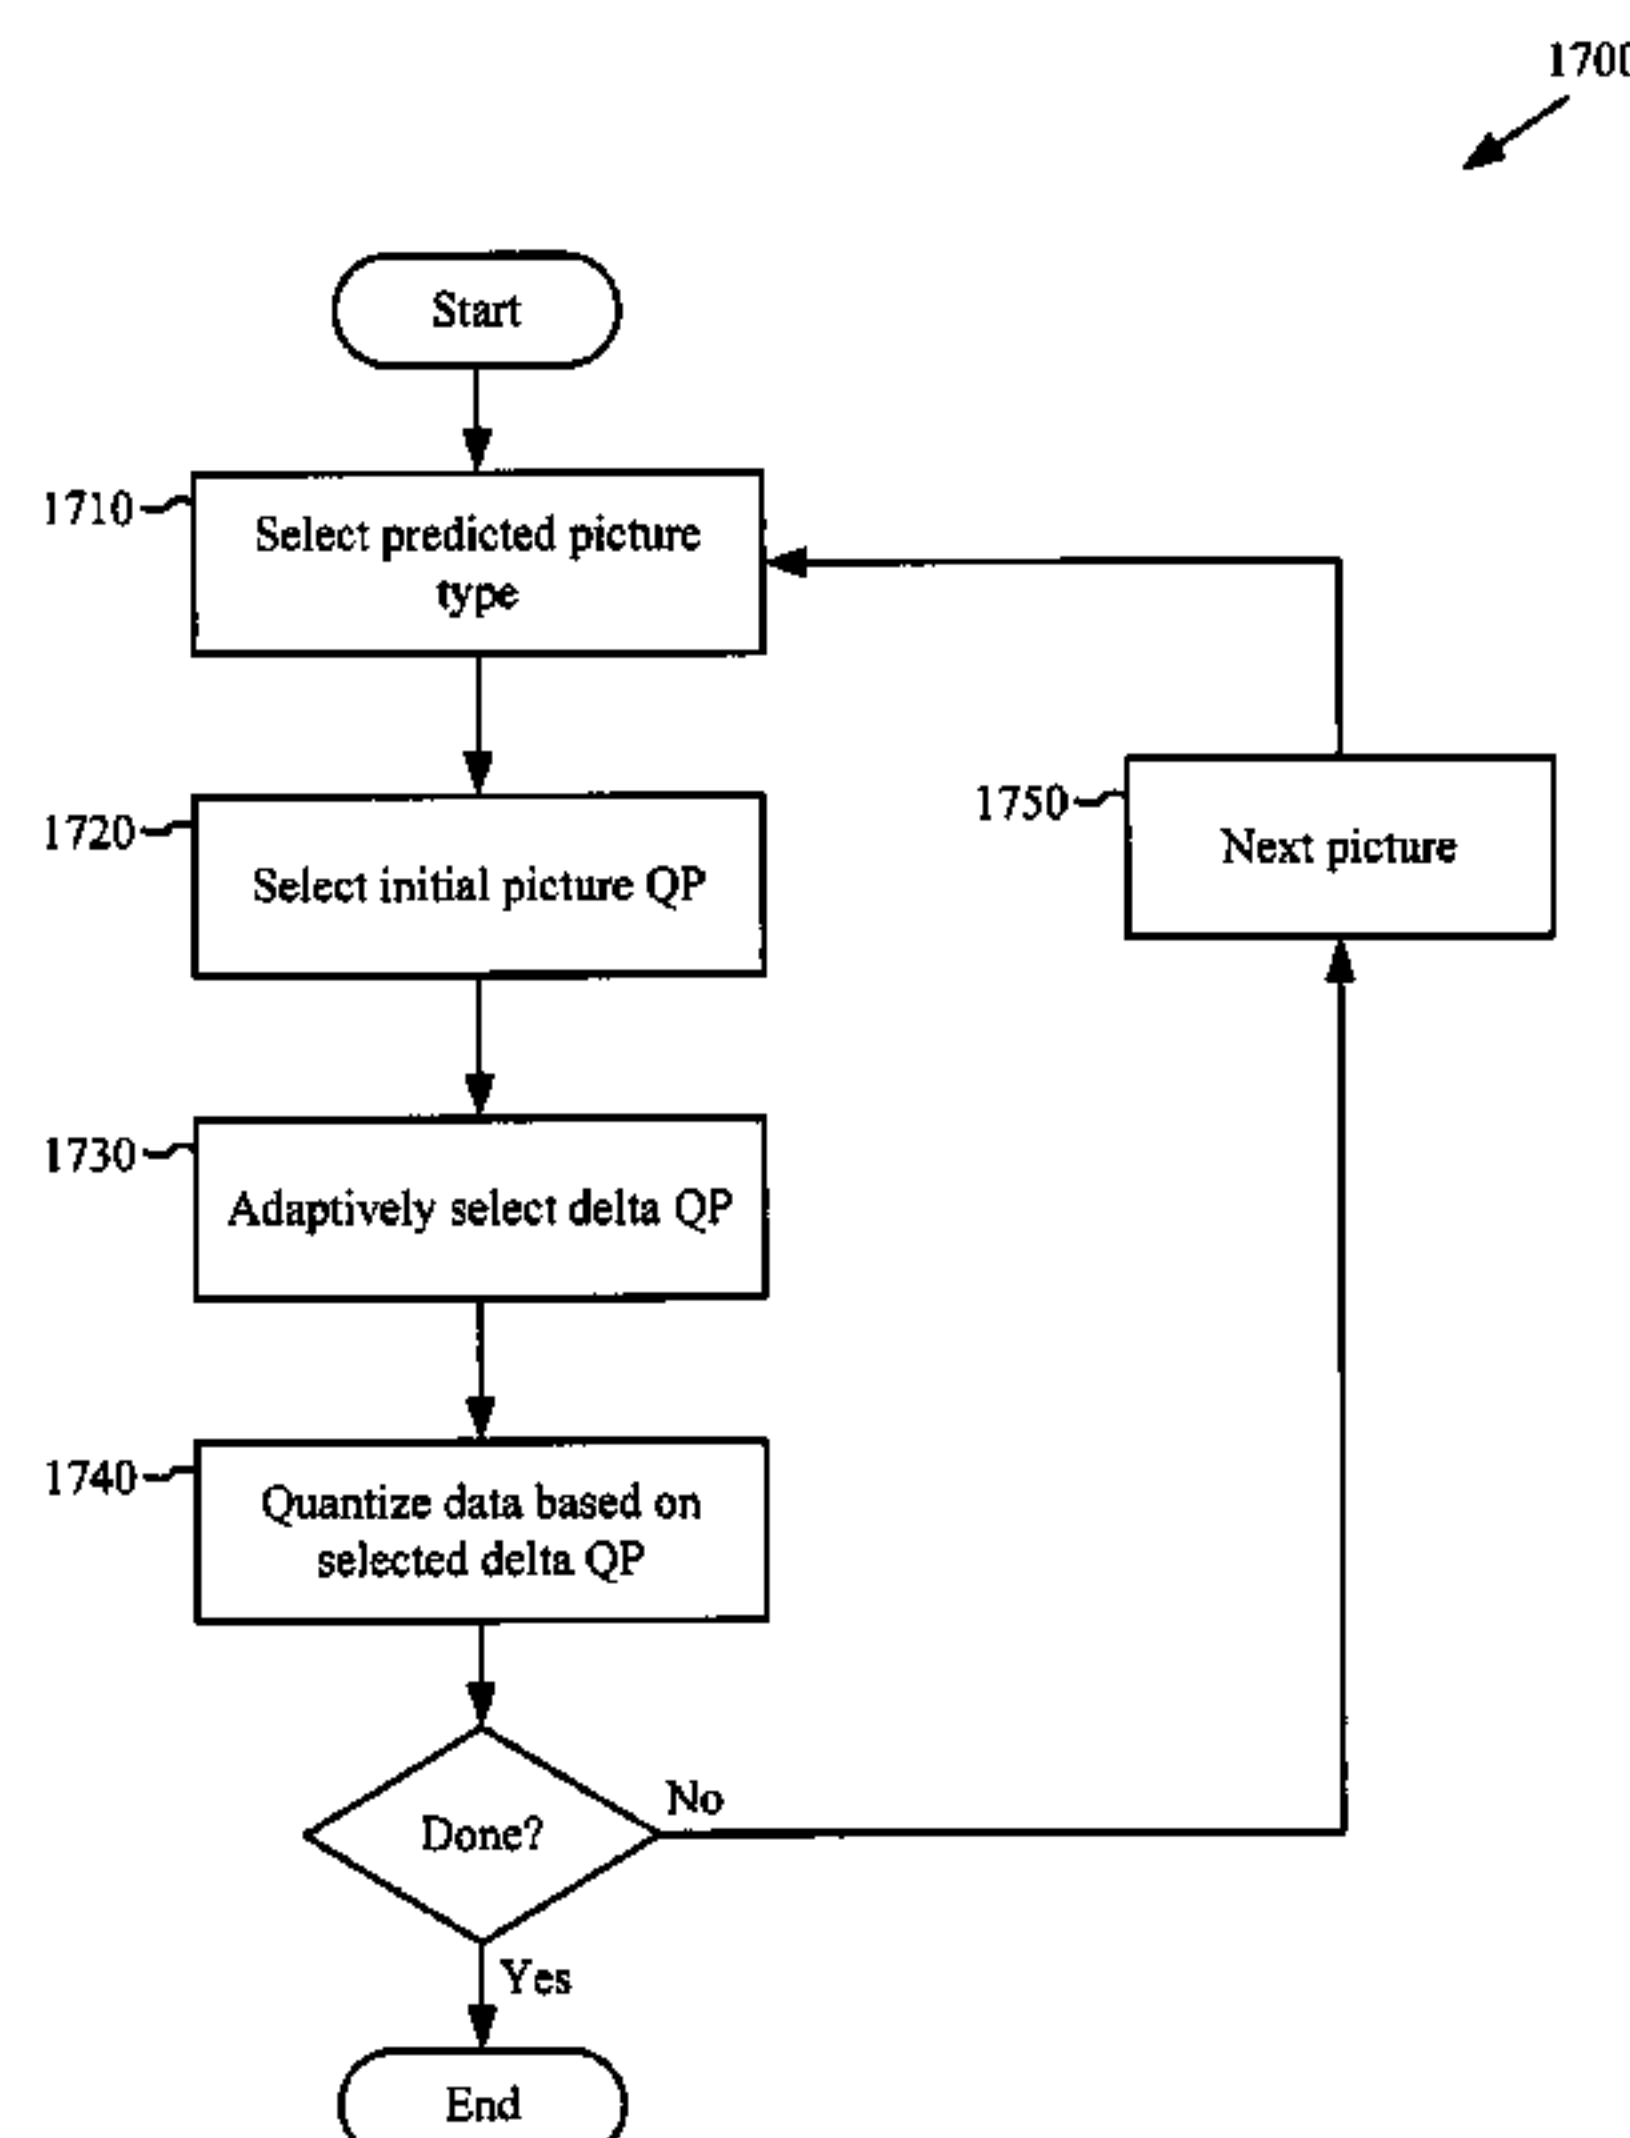 1700
Start
1710
Select predicted picture
type
1720
Select initial picture QP
1730
Adaptively select delta QP
1740
Quantize data based on
selected delta QP
Done?
No
Yes
End
1750
Next picture